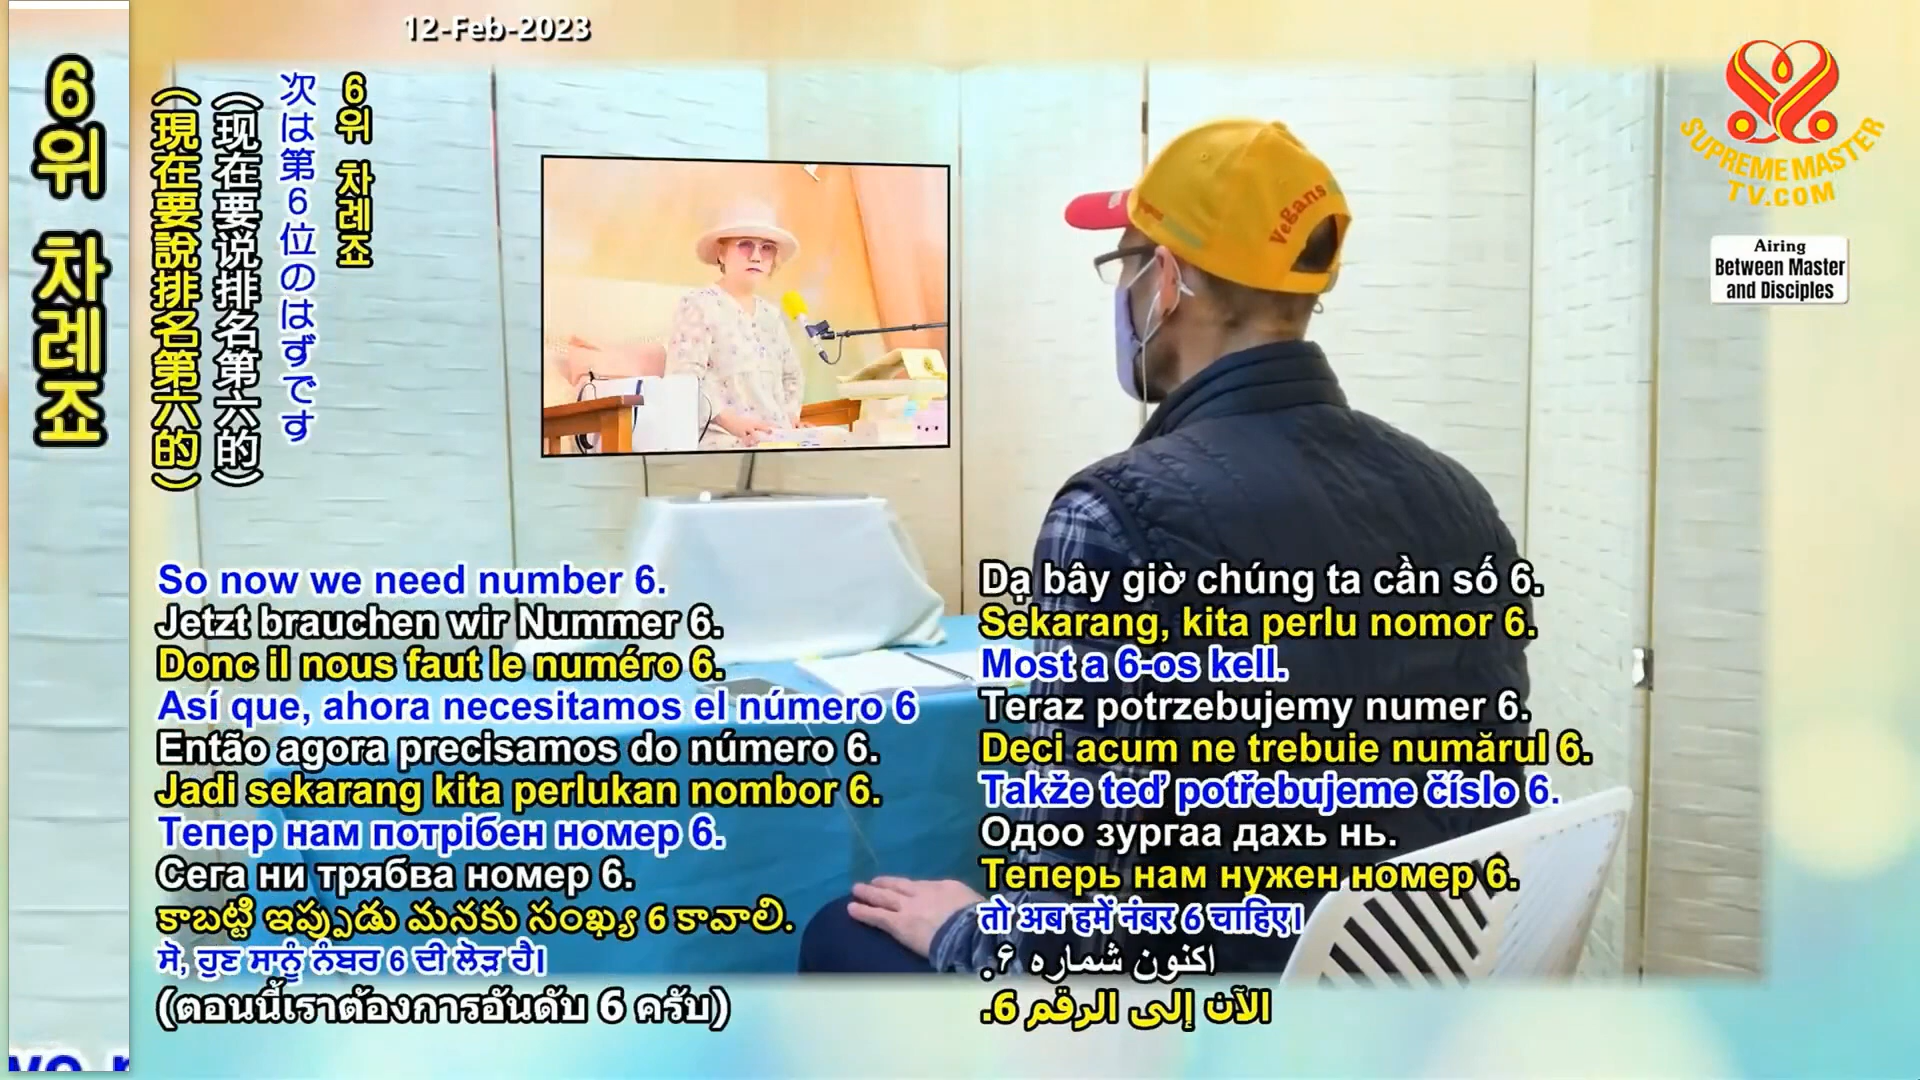 12-Feb-2023
6위 차례죠
6위 차례죠
次は第6位のはずです
(现在要说排名第六的)
(現在要說排名第六的)
SUPREME MASTER
TV.COM
Airing
Between Master
and Disciples
Vegans
So now we need number 6.
Jetzt brauchen wir Nummer 6.
Donc il nous faut le numéro 6.
Así que, ahora necesitamos el número 6
Então agora precisamos do número 6.
Jadi sekarang kita perlukan nombor 6.
Тепер нам потрібен номер 6.
Сега ни трябва номер 6.
కాబట్టి ఇప్పుడు మనకు సంఖ్య 6 కావాలి.
ਸੋ, ਹੁਣ ਸਾਨੂੰ ਨੰਬਰ 6 ਦੀ ਲੋੜ ਹੈ।
(ตอนนี้เราต้องการอันดับ 6 ครับ)
Dạ bây giờ chúng ta cần số 6.
Sekarang, kita perlu nomor 6.
Most a 6-os kell.
Teraz potrzebujemy numer 6.
Deci acum ne trebuie numărul 6.
Takže teď potřebujeme číslo 6.
Одоо зургаа дахь нь.
Теперь нам нужен номер 6.
तो अब हमें नंबर 6 चाहिए।
اکنون شماره ۶.
الآن إلى الرقم 6.